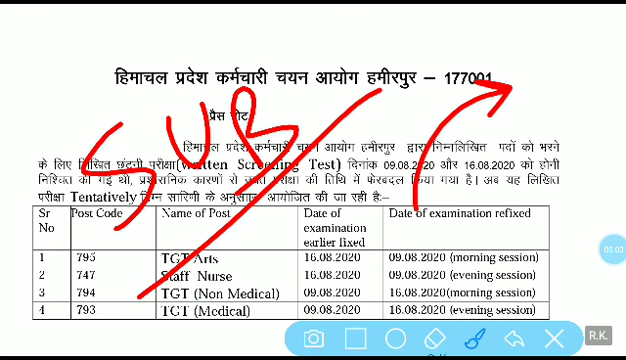 हिमाचल प्रदेश कर्मचारी चयन आयोग हमीरपुर – 177001
प्रैस नोट
SUB
हिमाचल प्रदेश कर्मचारी चयन आयोग हमीरपुर द्वारा निम्नलिखित पदों को भरने
के लिए लिखित छंटनी परीक्षा(Written Screening Test) दिनांक 09.08.2020 और 16.08.2020 को होनी
निश्चित की गई थी, प्रशासनिक कारणों से उक्त परीक्षा की तिथि में फेरबदल किया गया है| अब यह लिखित
परीक्षा Tentatively निम्न सारिणी के अनुसार आयोजित की जा रही है:–
Sr No Post Code Name of Post Date of examination earlier fixed Date of examination refixed
1 795 TGT Arts 16.08.2020 09.08.2020 (morning session)
2 747 Staff Nurse 16.08.2020 09.08.2020 (evening session)
3 794 TGT (Non Medical) 09.08.2020 16.08.2020(morning session)
4 793 TGT (Medical) 09.08.2020 16.08.2020 (evening session)
03:03
R.K.